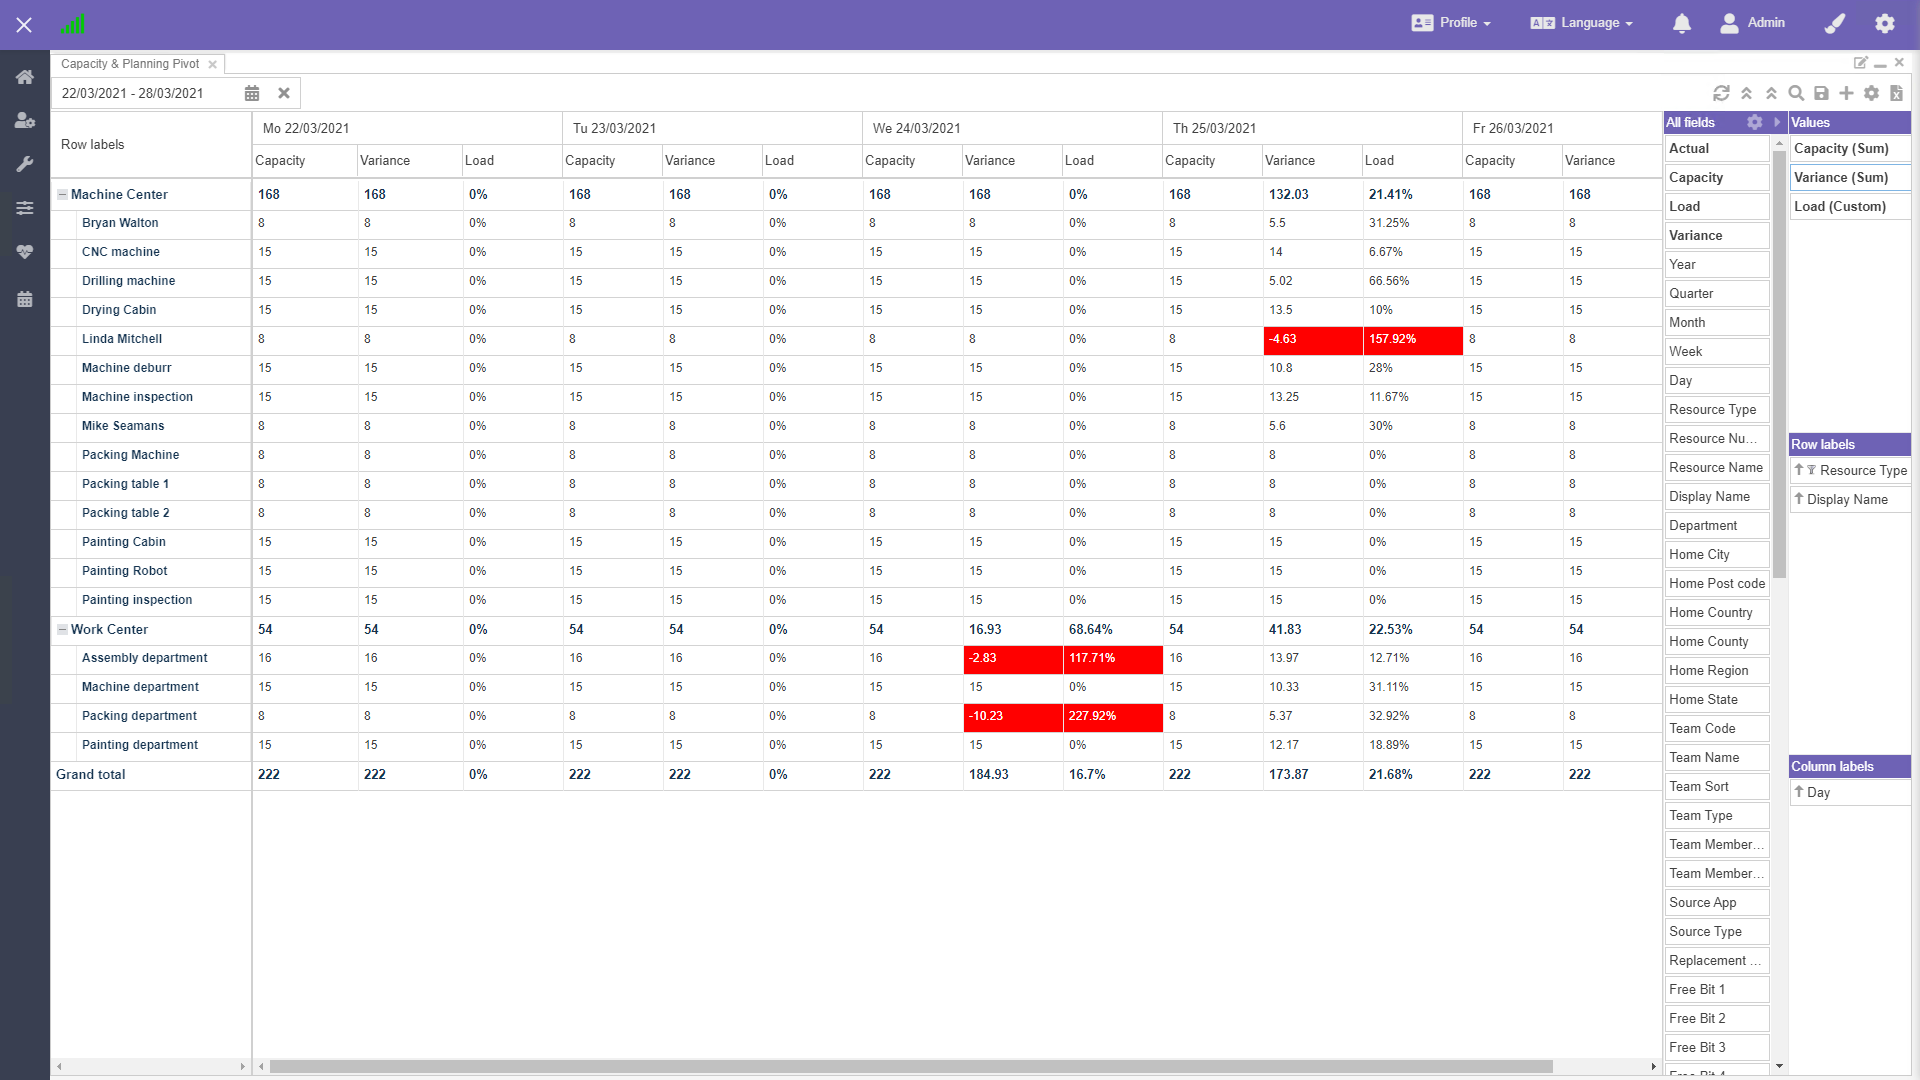 Profile Language Admin
Capacity & Planning Pivot
22/03/2021 - 28/03/2021
Row labels Mo 22/03/2021 Tu 23/03/2021 We 24/03/2021 Th 25/03/2021 Fr 26/03/2021
Capacity Variance Load Capacity Variance Load Capacity Variance Load Capacity Variance Load Capacity Variance
Machine Center 168 168 0% 168 168 0% 168 168 0% 168 132.03 21.41% 168 168
Bryan Walton 8 8 0% 8 8 0% 8 8 0% 8 5.5 31.25% 8 8
CNC machine 15 15 0% 15 15 0% 15 15 0% 15 14 6.67% 15 15
Drilling machine 15 15 0% 15 15 0% 15 15 0% 15 5.02 66.56% 15 15
Drying Cabin 15 15 0% 15 15 0% 15 15 0% 15 13.5 10% 15 15
Linda Mitchell 8 8 0% 8 8 0% 8 8 0% 8 -4.63 157.92% 8 8
Machine deburr 15 15 0% 15 15 0% 15 15 0% 15 10.8 28% 15 15
Machine inspection 15 15 0% 15 15 0% 15 15 0% 15 13.25 11.67% 15 15
Mike Seamans 8 8 0% 8 8 0% 8 8 0% 8 5.6 30% 8 8
Packing Machine 8 8 0% 8 8 0% 8 8 0% 8 8 0% 8 8
Packing table 1 8 8 0% 8 8 0% 8 8 0% 8 8 0% 8 8
Packing table 2 8 8 0% 8 8 0% 8 8 0% 8 8 0% 8 8
Painting Cabin 15 15 0% 15 15 0% 15 15 0% 15 15 0% 15 15
Painting Robot 15 15 0% 15 15 0% 15 15 0% 15 15 0% 15 15
Painting inspection 15 15 0% 15 15 0% 15 15 0% 15 15 0% 15 15
Work Center 54 54 0% 54 54 0% 54 16.93 68.64% 54 41.83 22.53% 54 54
Assembly department 16 16 0% 16 16 0% 16 -2.83 117.71% 16 13.97 12.71% 16 16
Machine department 15 15 0% 15 15 0% 15 15 0% 15 10.33 31.11% 15 15
Packing department 8 8 0% 8 8 0% 8 -10.23 227.92% 8 5.37 32.92% 8 8
Painting department 15 15 0% 15 15 0% 15 15 0% 15 12.17 18.89% 15 15
Grand total 222 222 0% 222 222 0% 222 184.93 16.7% 222 173.87 21.68% 222 222
All fields
Actual
Capacity
Load
Variance
Year
Quarter
Month
Week
Day
Resource Type
Resource Nu...
Resource Name
Display Name
Department
Home City
Home Post code
Home Country
Home County
Home Region
Home State
Team Code
Team Name
Team Sort
Team Type
Team Member...
Team Member...
Source App
Source Type
Replacement ...
Free Bit 1
Free Bit 2
Free Bit 3
Values
Capacity (Sum)
Variance (Sum)
Load (Custom)
Row labels
Resource Type
Display Name
Column labels
Day